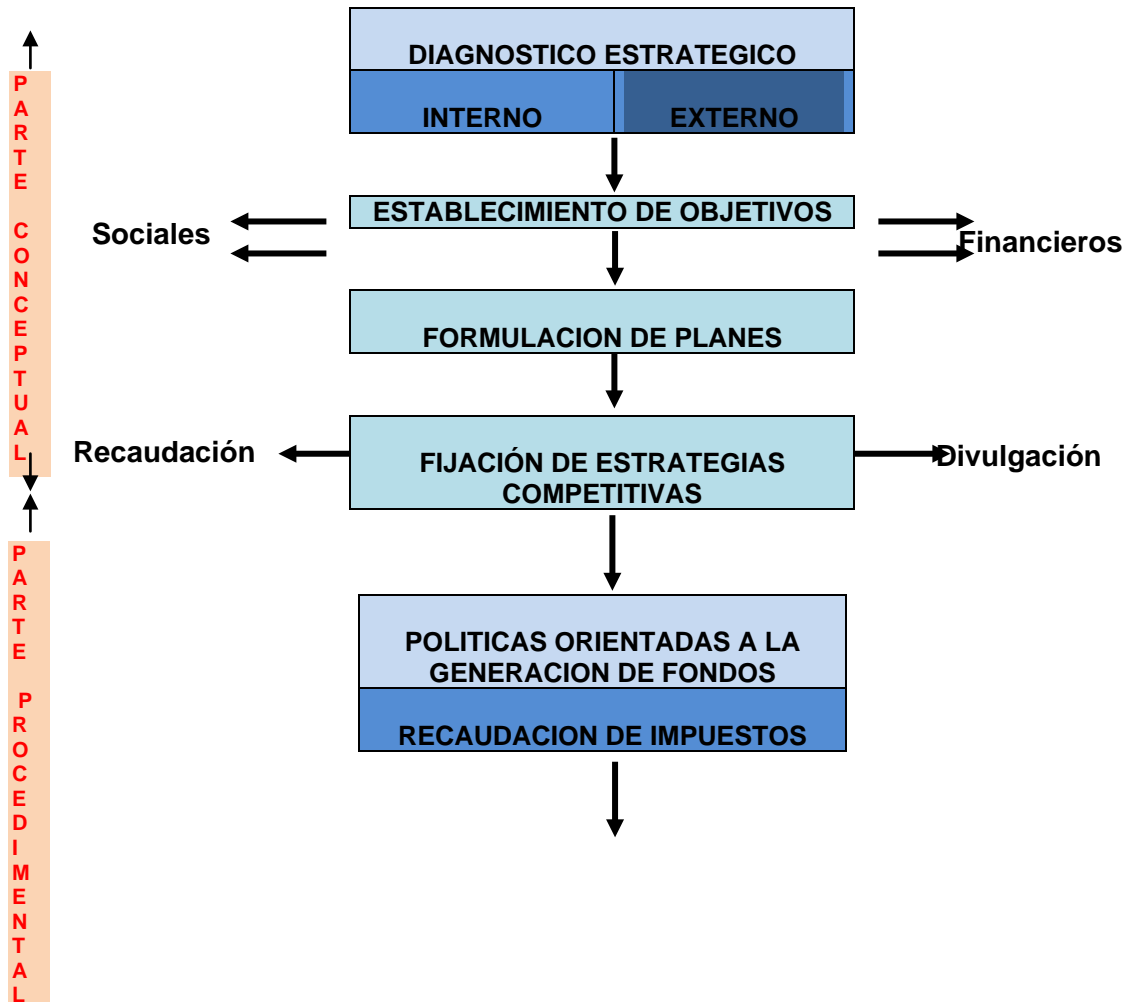 DIAGNOSTICO ESTRATEGICO
INTERNO
EXTERNO
ESTABLECIMIENTO DE OBJETIVOS
Sociales
Financieros
FORMULACION DE PLANES
Recaudación
FIJACIÓN DE ESTRATEGIAS
COMPETITIVAS
Divulgación
POLITICAS ORIENTADAS A LA
GENERACION DE FONDOS
RECAUDACION DE IMPUESTOS
PARTE CONCEPTUAL
PARTE PROCEDIMENTAL